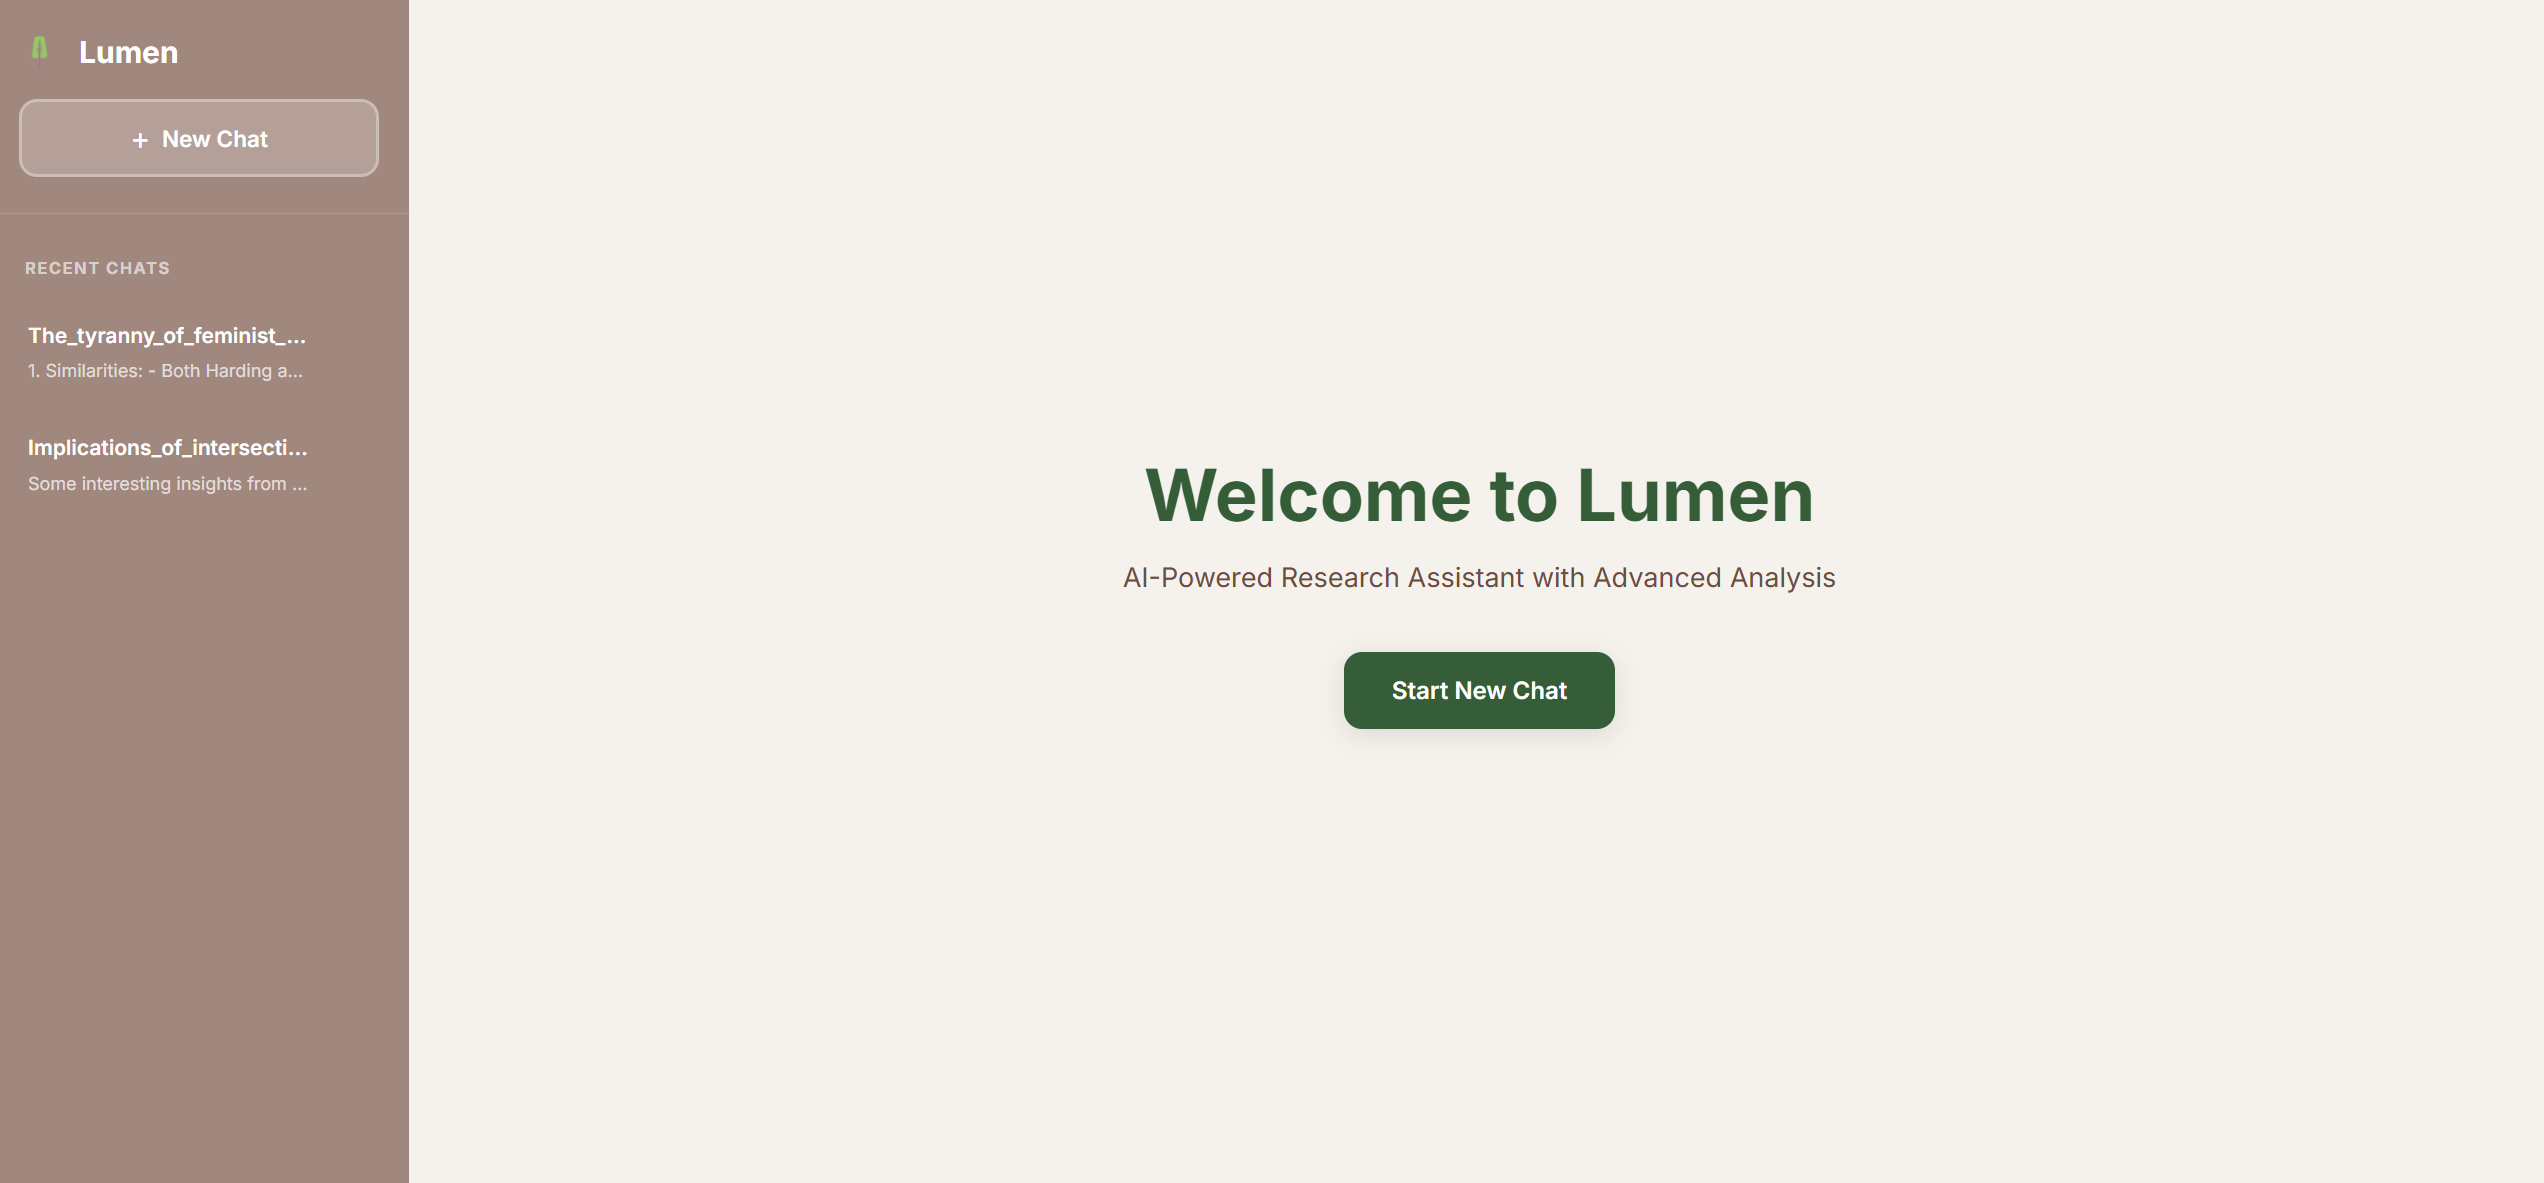 Lumen
+ New Chat
RECENT CHATS
The_tyranny_of_feminist_...
1. Similarities: - Both Harding a...
Implications_of_intersecti...
Some interesting insights from ...
Welcome to Lumen
AI-Powered Research Assistant with Advanced Analysis
Start New Chat